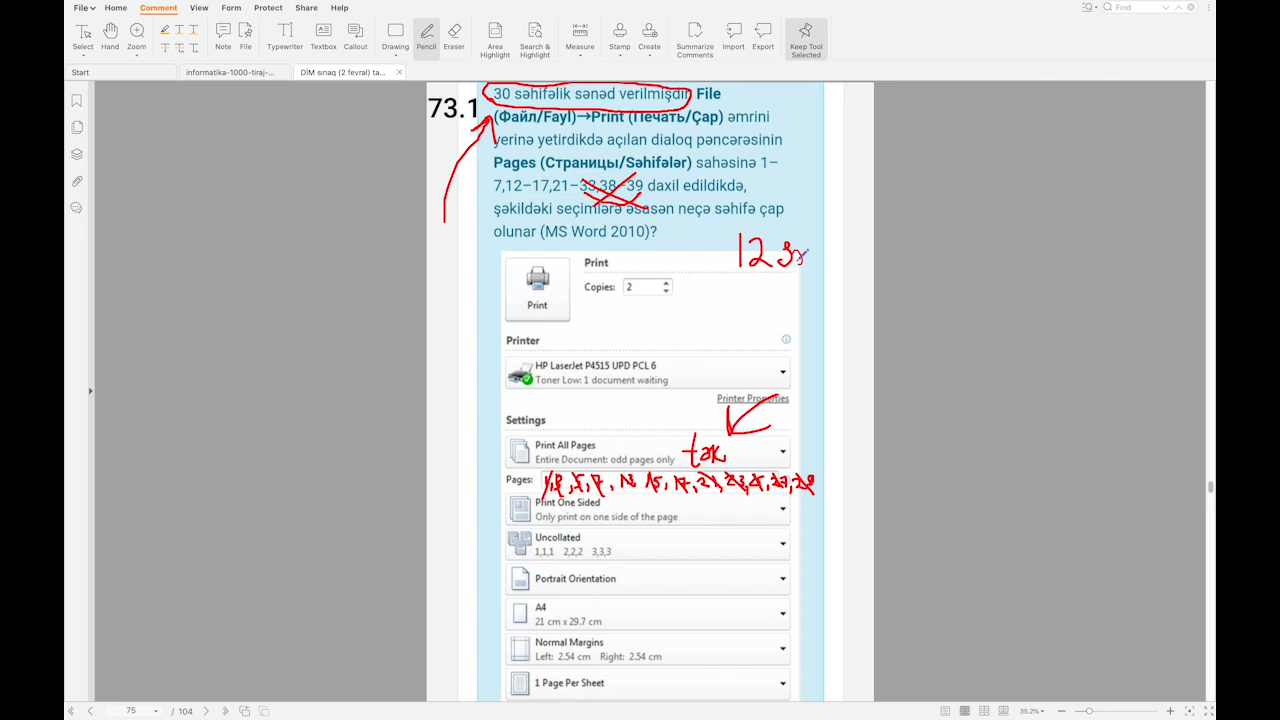 File Home Comment View Form Protect Share Help Find
Select Hand Zoom Note File Typewriter Textbox Callout Drawing Pencil Eraser Area Highlight Search & Highlight Measure Stamp Create Summarize Comments Import Export Keep Tool Selected
Start informatika-1000-tiraj-... DİM sınaq (2 fevral) ta...
73.1
30 səhifəlik sənəd verilmişdir. File
(Файл/Fayl)→Print (Печать/Çap) əmrini
yerinə yetirdikdə açılan dialoq pəncərəsinin
Pages (Страницы/Səhifələr) sahəsinə 1–
7,12–17,21–33,38–39 daxil edildikdə,
şəkildəki seçimlərə əsasən neçə səhifə çap
olunar (MS Word 2010)?
12
Print
Copies: 2
Print
Printer
HP LaserJet P4515 UPD PCL 6
Toner Low: 1 document waiting
Printer Properties
Settings
Print All Pages
Entire Document: odd pages only tək
Pages:
Print One Sided
Only print on one side of the page
Uncollated
1,1,1 2,2,2 3,3,3
Portrait Orientation
A4
21 cm x 29.7 cm
Normal Margins
Left: 2.54 cm Right: 2.54 cm
1 Page Per Sheet
75 / 104 35.2%